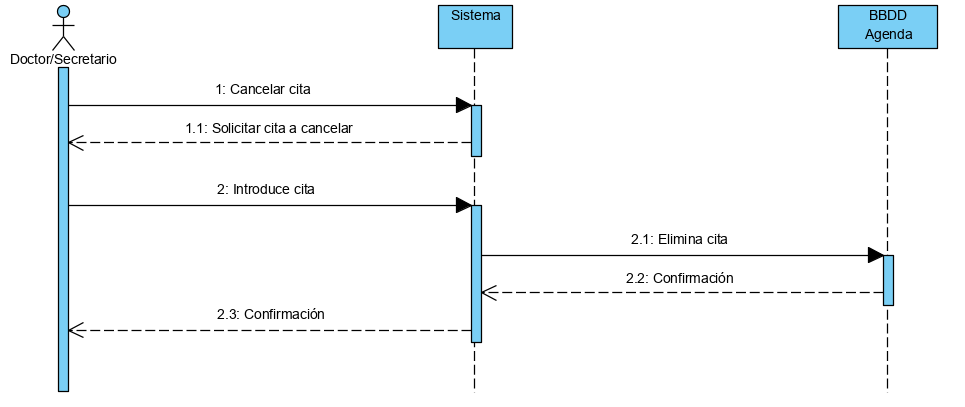 Sistema
BBDD
Agenda
Doctor/Secretario
1: Cancelar cita
1.1: Solicitar cita a cancelar
2: Introduce cita
2.1: Elimina cita
2.2: Confirmación
2.3: Confirmación